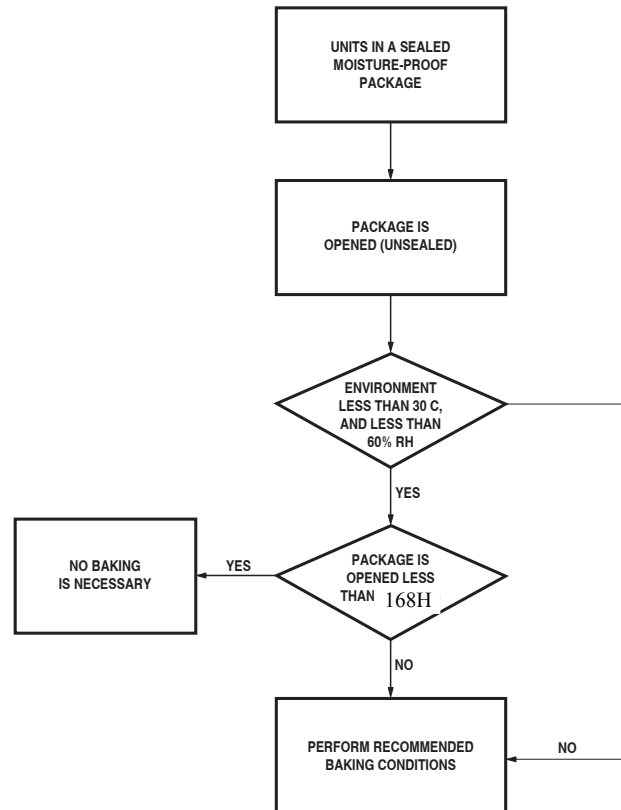 UNITS IN A SEALED
MOISTURE-PROOF
PACKAGE
PACKAGE IS
OPENED (UNSEALED)
ENVIRONMENT
LESS THAN 30 C,
AND LESS THAN
60% RH
YES
NO BAKING
IS NECESSARY
YES
PACKAGE IS
OPENED LESS
THAN 168H
NO
PERFORM RECOMMENDED
BAKING CONDITIONS
NO